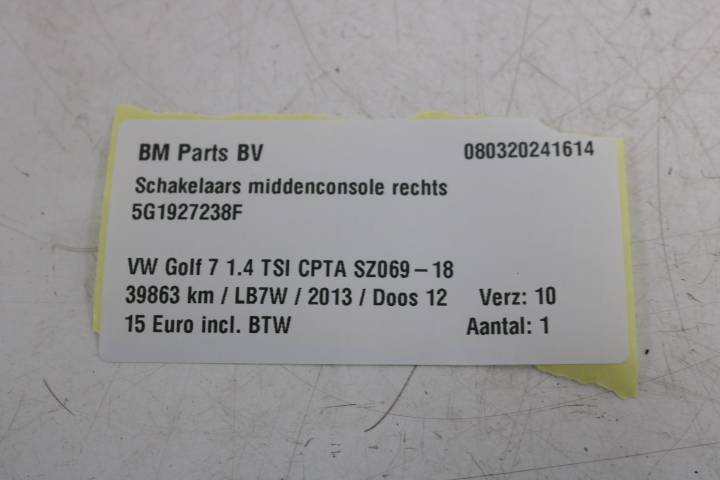 BM Parts BV 080320241614
Schakelaars middenconsole rechts
5G1927238F
VW Golf 7 1.4 TSI CPTA SZ069-18
39863 km / LB7W / 2013 / Doos 12 Verz: 10
15 Euro incl. BTW Aantal: 1